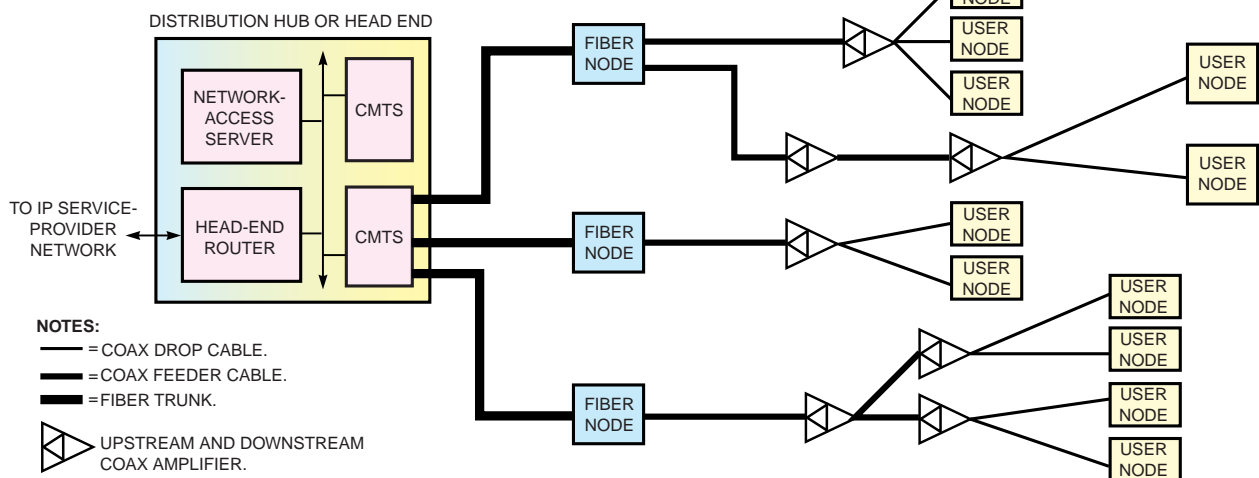 DISTRIBUTION HUB OR HEAD END
NETWORK-
ACCESS
SERVER
CMTS
HEAD-END
ROUTER
CMTS
TO IP SERVICE-
PROVIDER
NETWORK
FIBER
NODE
FIBER
NODE
FIBER
NODE
NODE
USER
NODE
USER
NODE
USER
NODE
USER
NODE
USER
NODE
USER
NODE
USER
NODE
USER
NODE
USER
NODE
USER
NODE
NOTES:
=COAX DROP CABLE.
=COAX FEEDER CABLE.
=FIBER TRUNK.
UPSTREAM AND DOWNSTREAM
COAX AMPLIFIER.